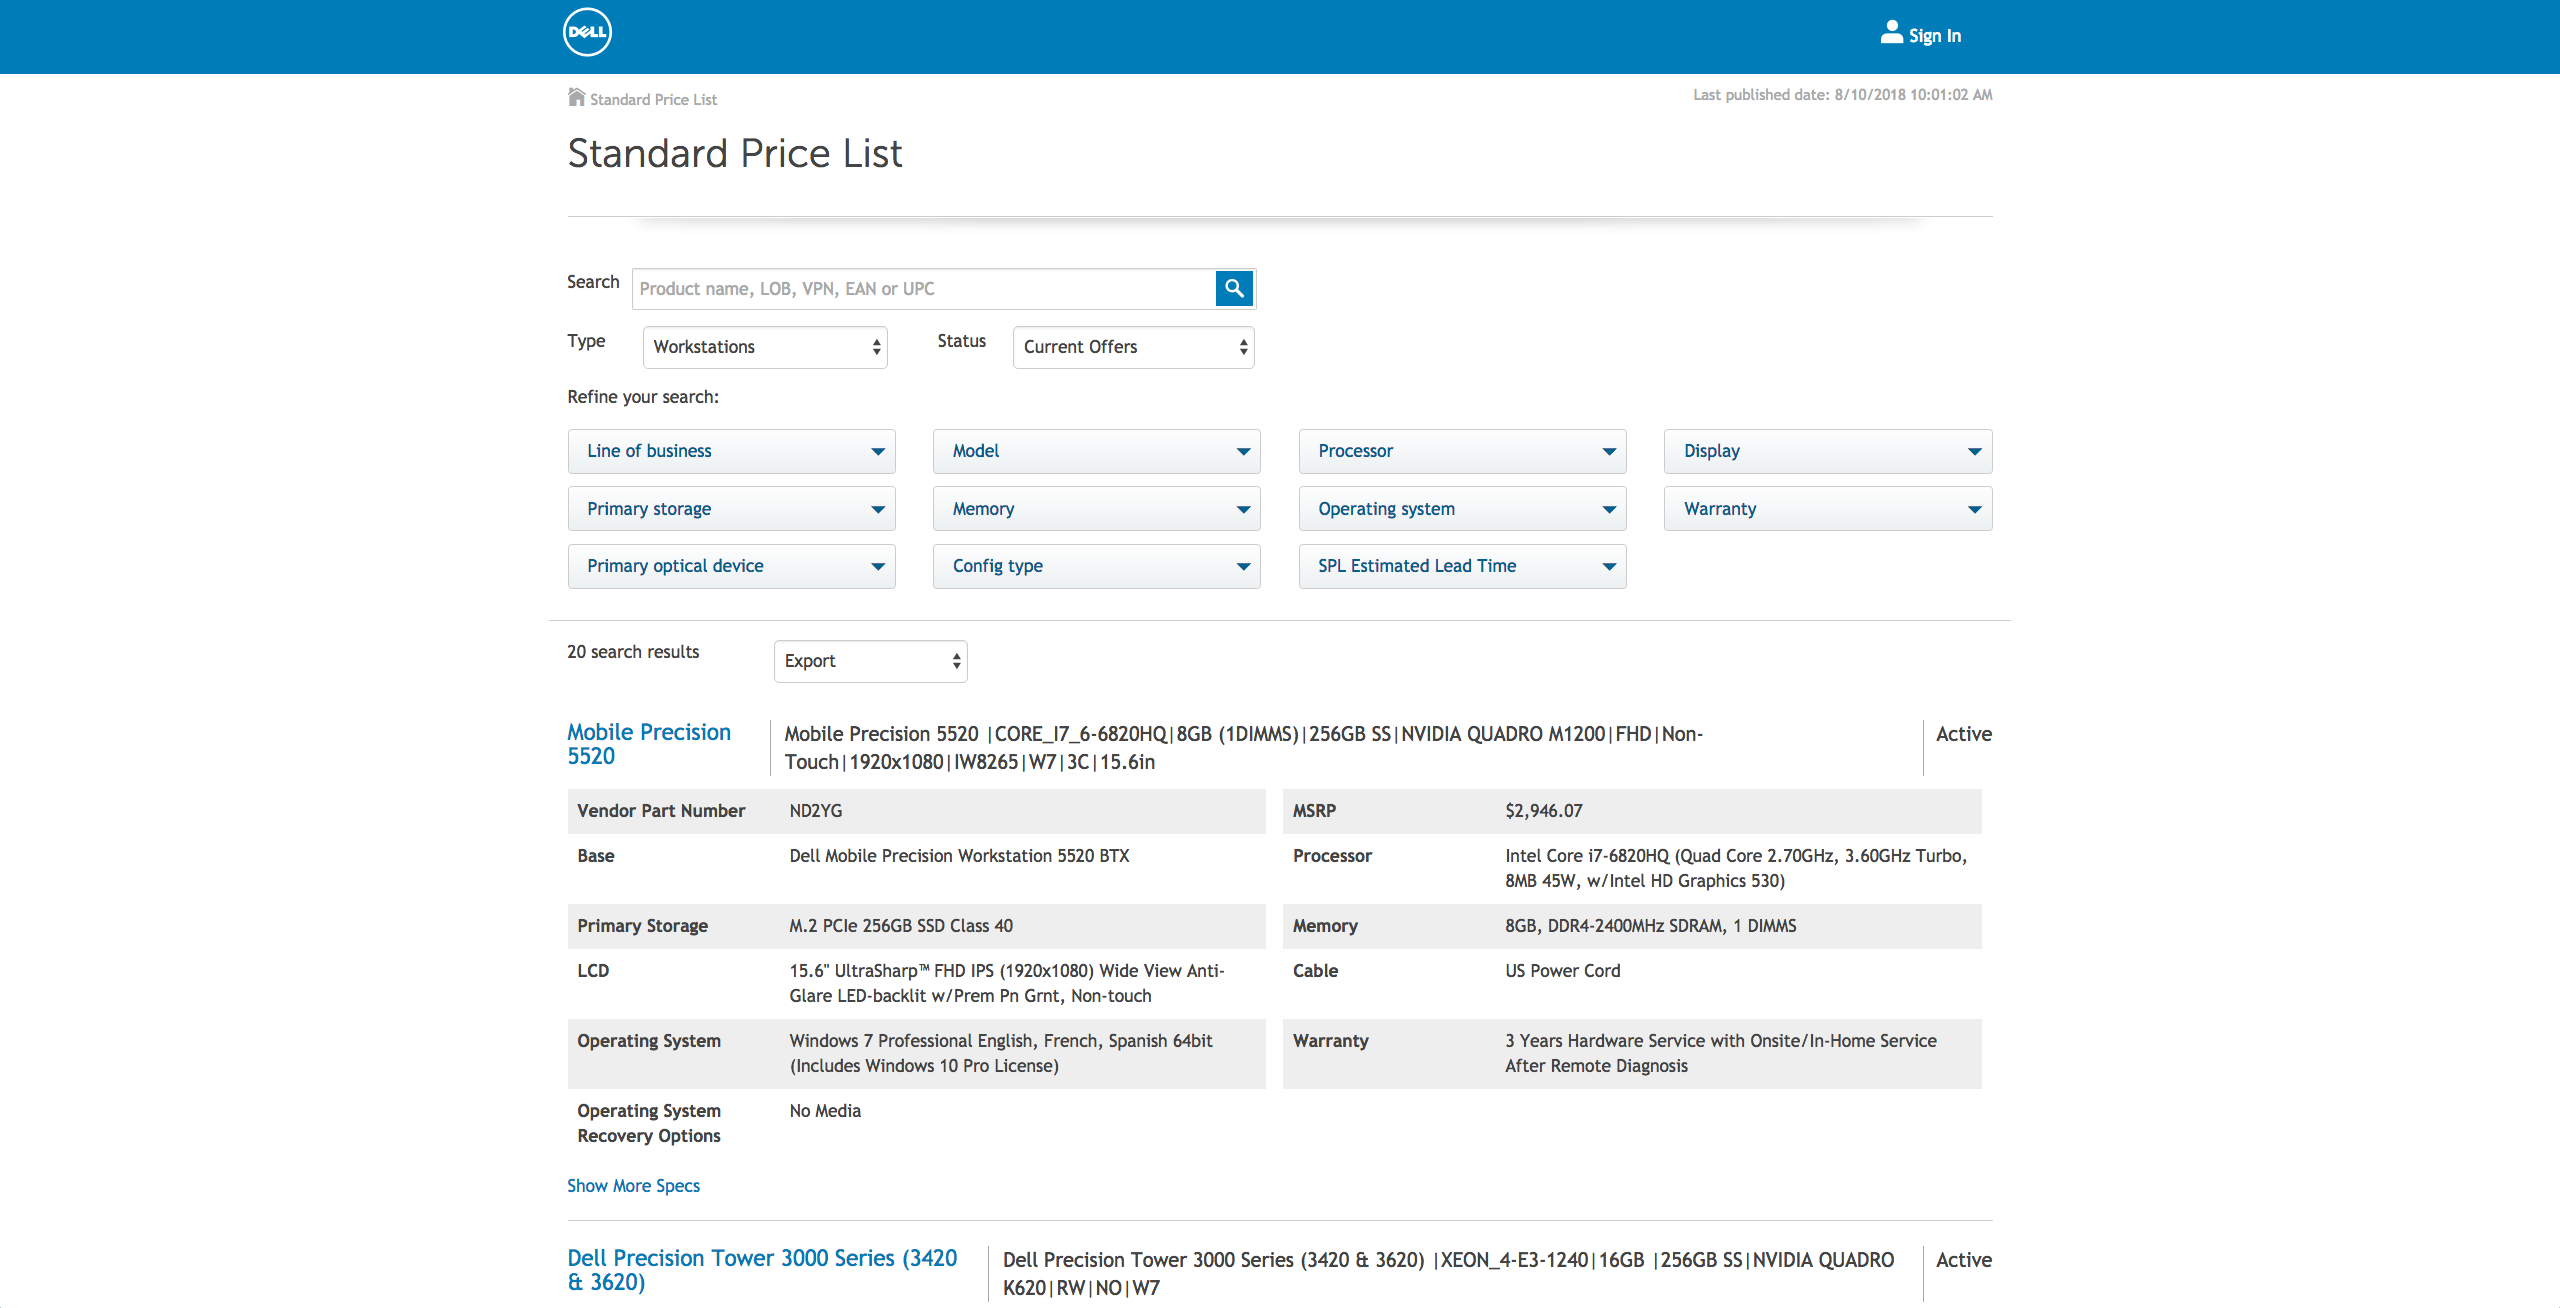 DELL
Sign In
Standard Price List
Last published date: 8/10/2018 10:01:02 AM
Standard Price List
Search
Product name, LOB, VPN, EAN or UPC
Type
Workstations
Status
Current Offers
Refine your search:
Line of business
Model
Processor
Display
Primary storage
Memory
Operating system
Warranty
Primary optical device
Config type
SPL Estimated Lead Time
20 search results
Export
Mobile Precision
5520
Mobile Precision 5520 |CORE_I7_6-6820HQ|8GB (1DIMMS)|256GB SS|NVIDIA QUADRO M1200|FHD|Non-
Touch|1920x1080|IW8265|W7|3C|15.6in
Active
Vendor Part Number
ND2YG
MSRP
$2,946.07
Base
Dell Mobile Precision Workstation 5520 BTX
Processor
Intel Core i7-6820HQ (Quad Core 2.70GHz, 3.60GHz Turbo,
8MB 45W, w/Intel HD Graphics 530)
Primary Storage
M.2 PCIe 256GB SSD Class 40
Memory
8GB, DDR4-2400MHz SDRAM, 1 DIMMS
LCD
15.6" UltraSharp™ FHD IPS (1920x1080) Wide View Anti-
Glare LED-backlit w/Prem Pn Grnt, Non-touch
Cable
US Power Cord
Operating System
Windows 7 Professional English, French, Spanish 64bit
(Includes Windows 10 Pro License)
Warranty
3 Years Hardware Service with Onsite/In-Home Service
After Remote Diagnosis
Operating System
Recovery Options
No Media
Show More Specs
Dell Precision Tower 3000 Series (3420
& 3620)
Dell Precision Tower 3000 Series (3420 & 3620) |XEON_4-E3-1240|16GB |256GB SS|NVIDIA QUADRO
K620|RW|NO|W7
Active